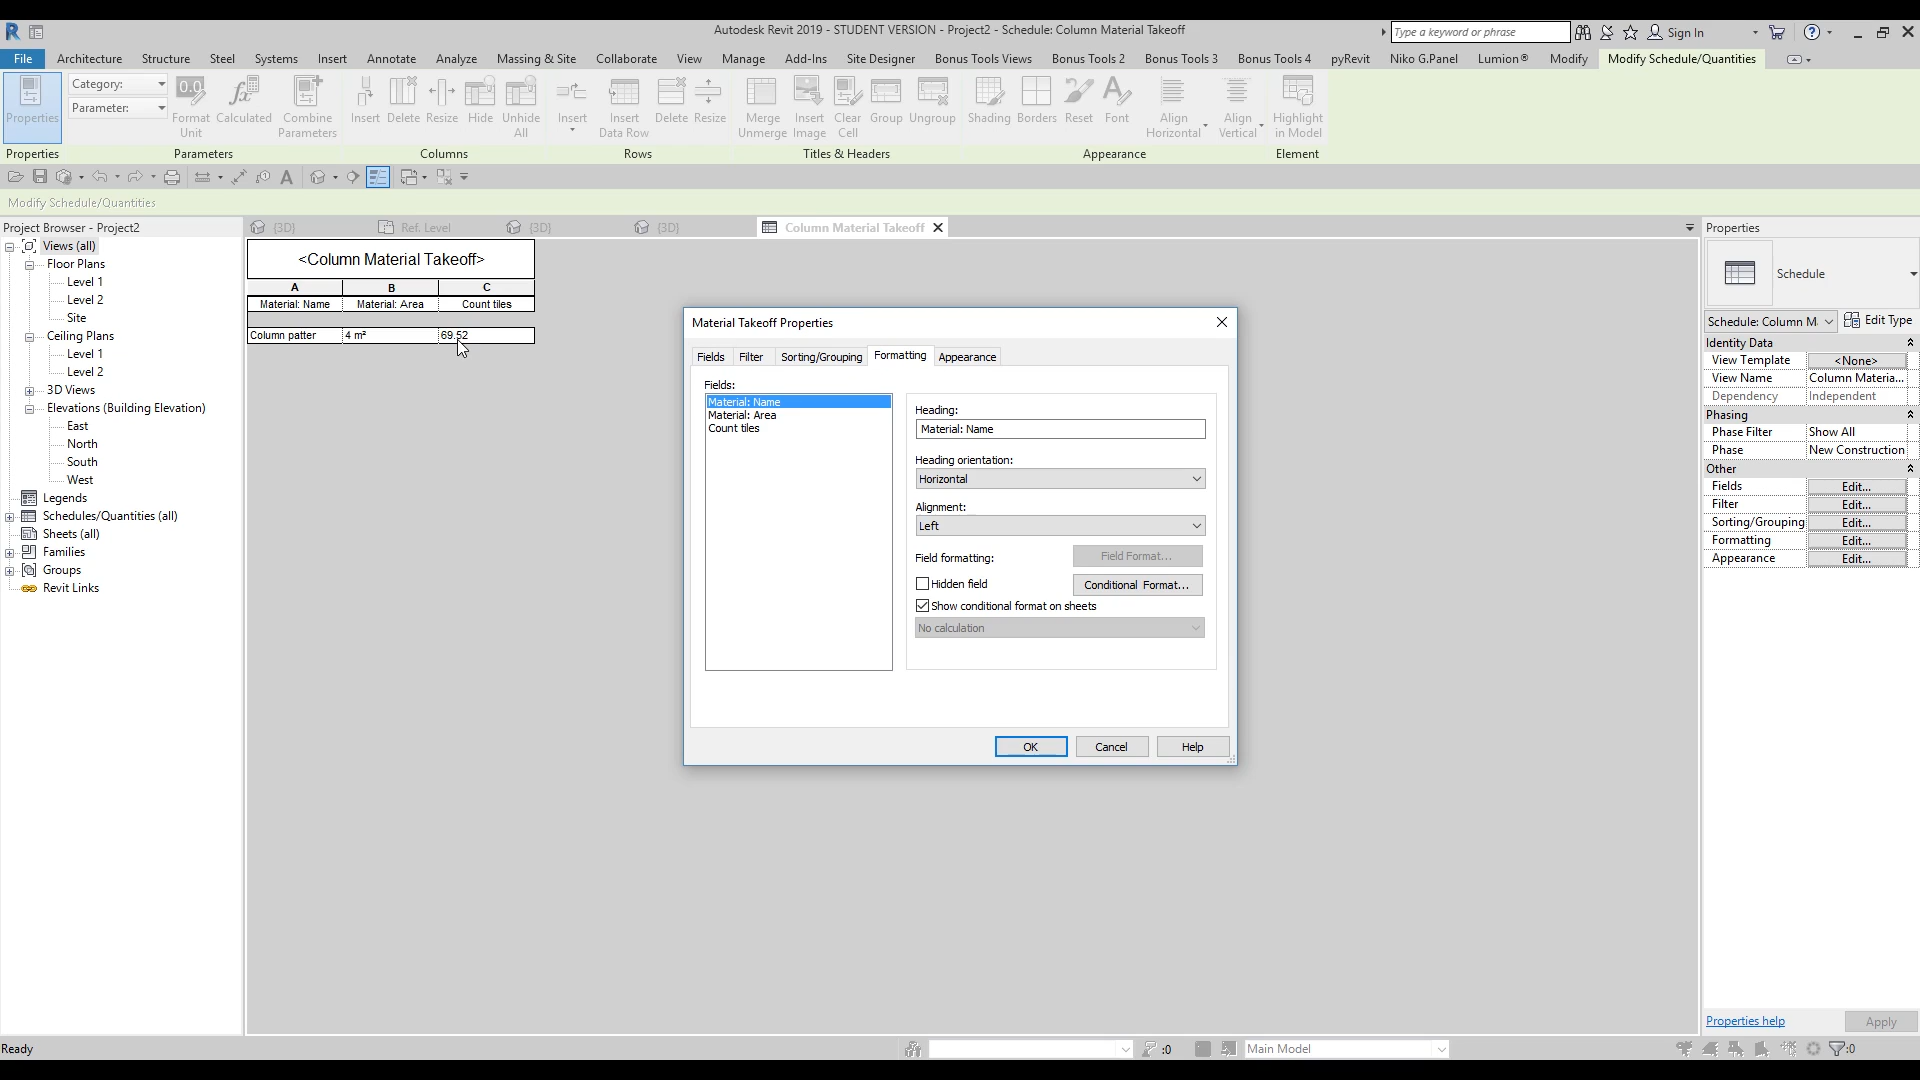 Autodesk Revit 2019 - STUDENT VERSION - Project2 - Schedule: Column Material Takeoff
Type a keyword or phrase
Sign In
File Architecture Structure Steel Systems Insert Annotate Analyze Massing & Site Collaborate View Manage Add-Ins Site Designer Bonus Tools Views Bonus Tools 2 Bonus Tools 3 Bonus Tools 4 pyRevit Niko G.Panel Lumion® Modify Modify Schedule/Quantities
Category:
Parameter:
Properties
Format Unit
Calculated
Combine Parameters
Insert
Delete
Resize
Hide
Unhide All
Insert
Insert Data Row
Delete
Resize
Merge Unmerge
Insert Image
Clear Cell
Group
Ungroup
Shading
Borders
Reset
Font
Align Horizontal
Align Vertical
Highlight in Model
Properties Parameters Columns Rows Titles & Headers Appearance Element
Modify Schedule/Quantities
Project Browser - Project2
Views (all)
Floor Plans
Level 1
Level 2
Site
Ceiling Plans
Level 1
Level 2
3D Views
Elevations (Building Elevation)
East
North
South
West
Legends
Schedules/Quantities (all)
Sheets (all)
Families
Groups
Revit Links
{3D} Ref. Level {3D} {3D} Column Material Takeoff
<Column Material Takeoff>
A B C
Material: Name Material: Area Count tiles
Column patter 4 m² 69.52
Material Takeoff Properties
Fields Filter Sorting/Grouping Formatting Appearance
Fields:
Material: Name
Material: Area
Count tiles
Heading:
Material: Name
Heading orientation:
Horizontal
Alignment:
Left
Field formatting: Field Format...
Hidden field Conditional Format...
Show conditional format on sheets
No calculation
OK Cancel Help
Properties
Schedule
Schedule: Column M Edit Type
Identity Data
View Template <None>
View Name Column Materia...
Dependency Independent
Phasing
Phase Filter Show All
Phase New Construction
Other
Fields Edit...
Filter Edit...
Sorting/Grouping Edit...
Formatting Edit...
Appearance Edit...
Properties help Apply
Ready :0 Main Model :0